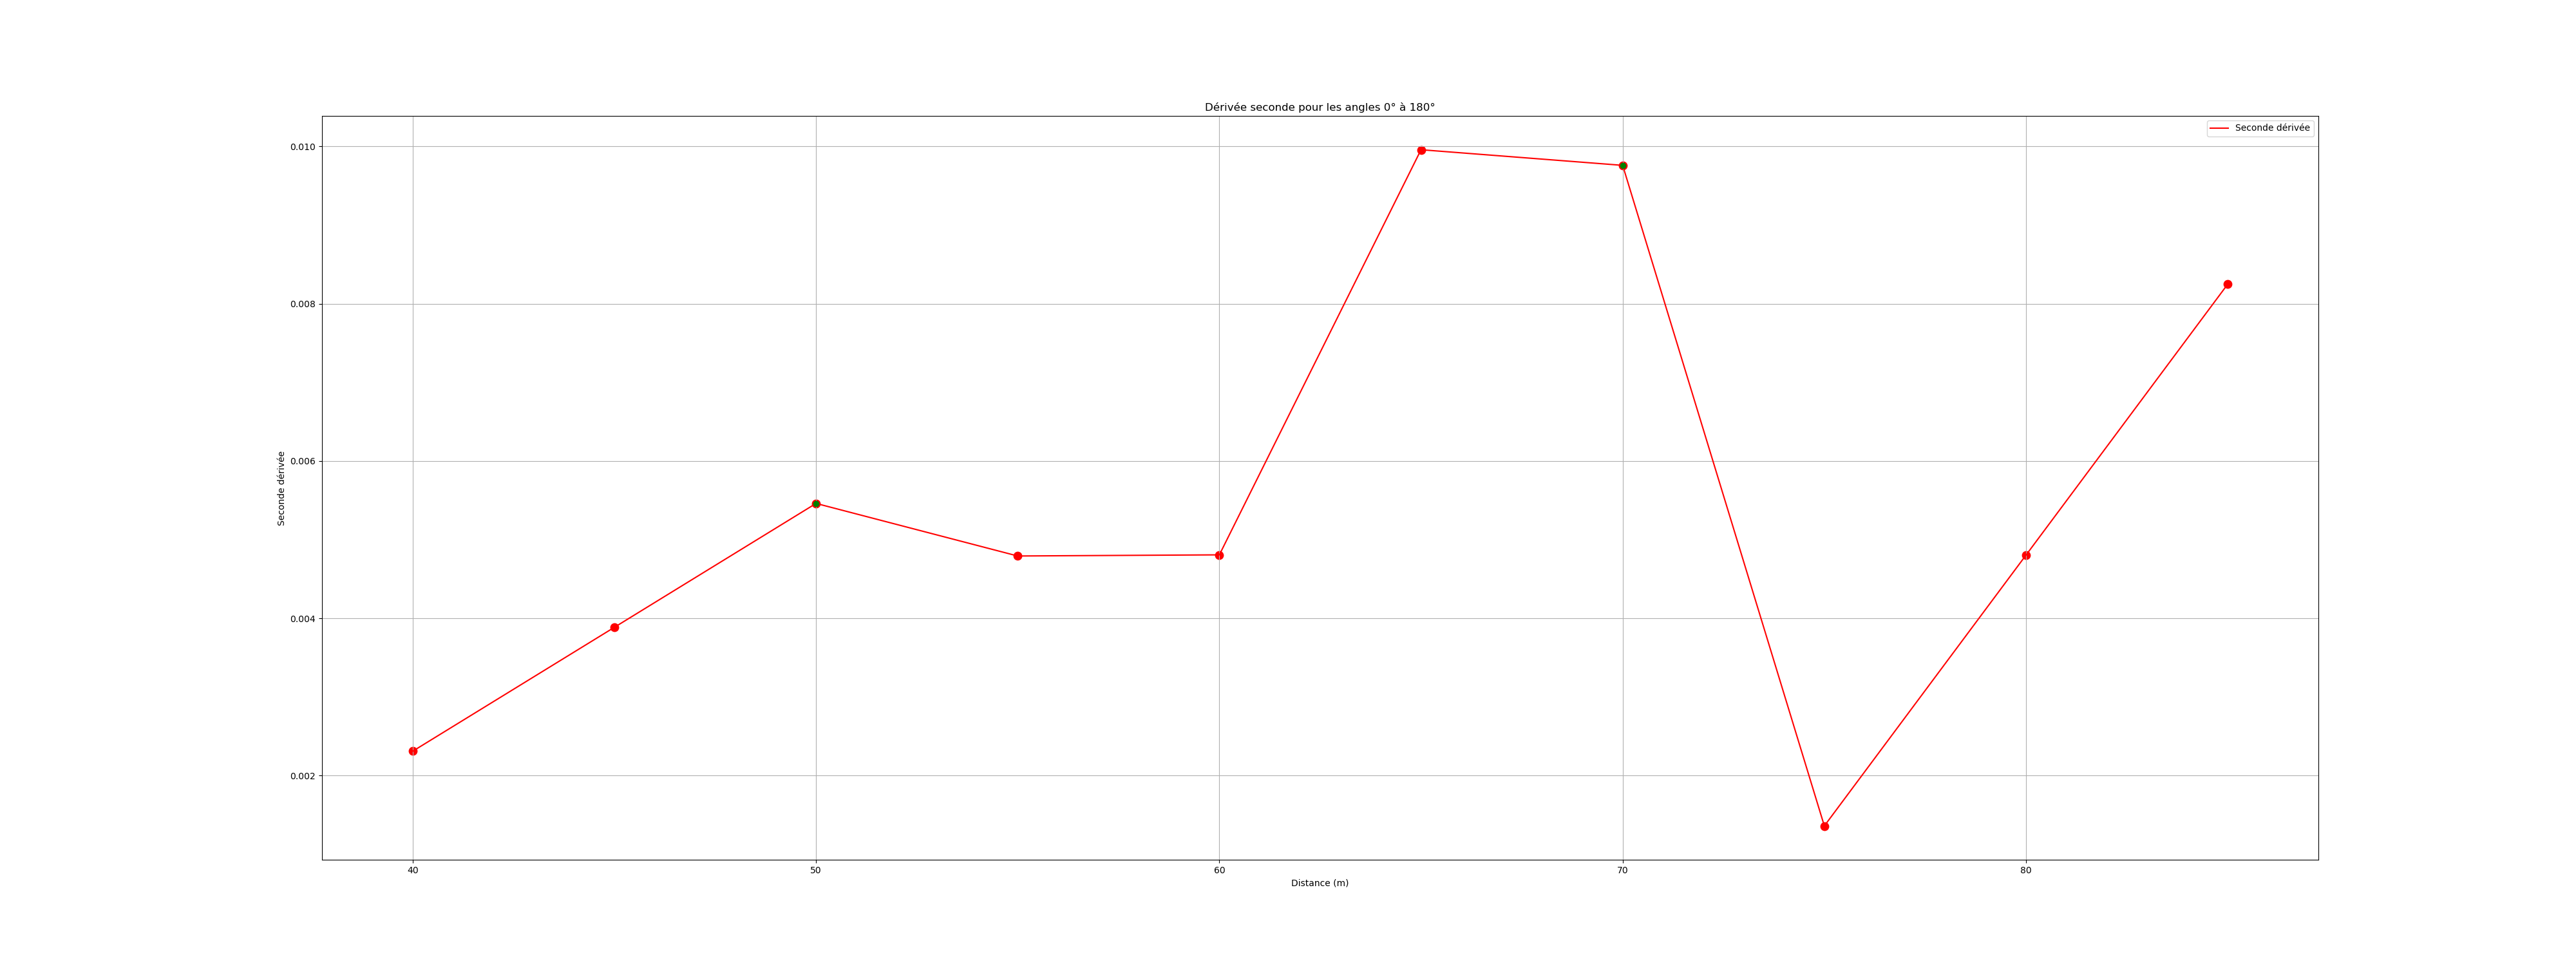 Dérivée seconde pour les angles 0° à 180°
Seconde dérivée
0.010
0.008
0.006
0.004
0.002
Seconde dérivée
40
50
60
70
80
Distance (m)